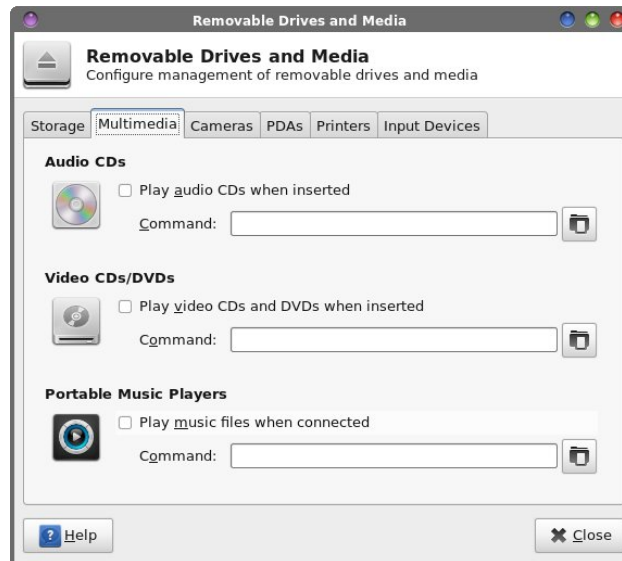 Removable Drives and Media
Removable Drives and Media
Configure management of removable drives and media
Storage Multimedia Cameras PDAs Printers Input Devices
Audio CDs
Play audio CDs when inserted
Command:
Video CDs/DVDs
Play video CDs and DVDs when inserted
Command:
Portable Music Players
Play music files when connected
Command:
? Help
Close